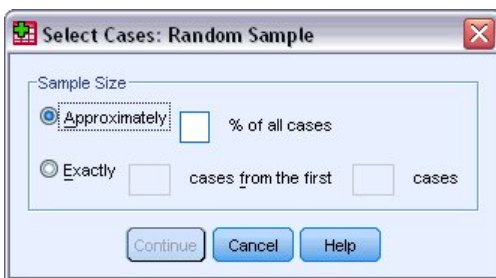 Select Cases: Random Sample
Sample Size
Approximately % of all cases
Exactly cases from the first cases
Continue Cancel Help